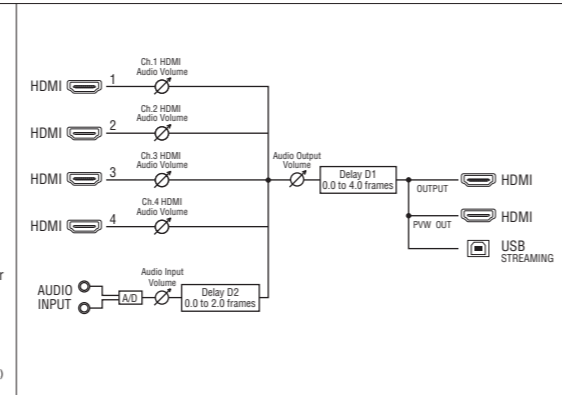 Ch.1 HDMI
Audio Volume
HDMI 1
Ch.2 HDMI
Audio Volume
HDMI 2
Ch.3 HDMI
Audio Volume
HDMI 3
Ch.4 HDMI
Audio Volume
HDMI 4
Audio Output
Volume
Delay D1
0.0 to 4.0 frames
OUTPUT
HDMI
PVW OUT
HDMI
USB
STREAMING
r
AUDIO
INPUT
A/D
Audio Input
Volume
Delay D2
0.0 to 2.0 frames
)